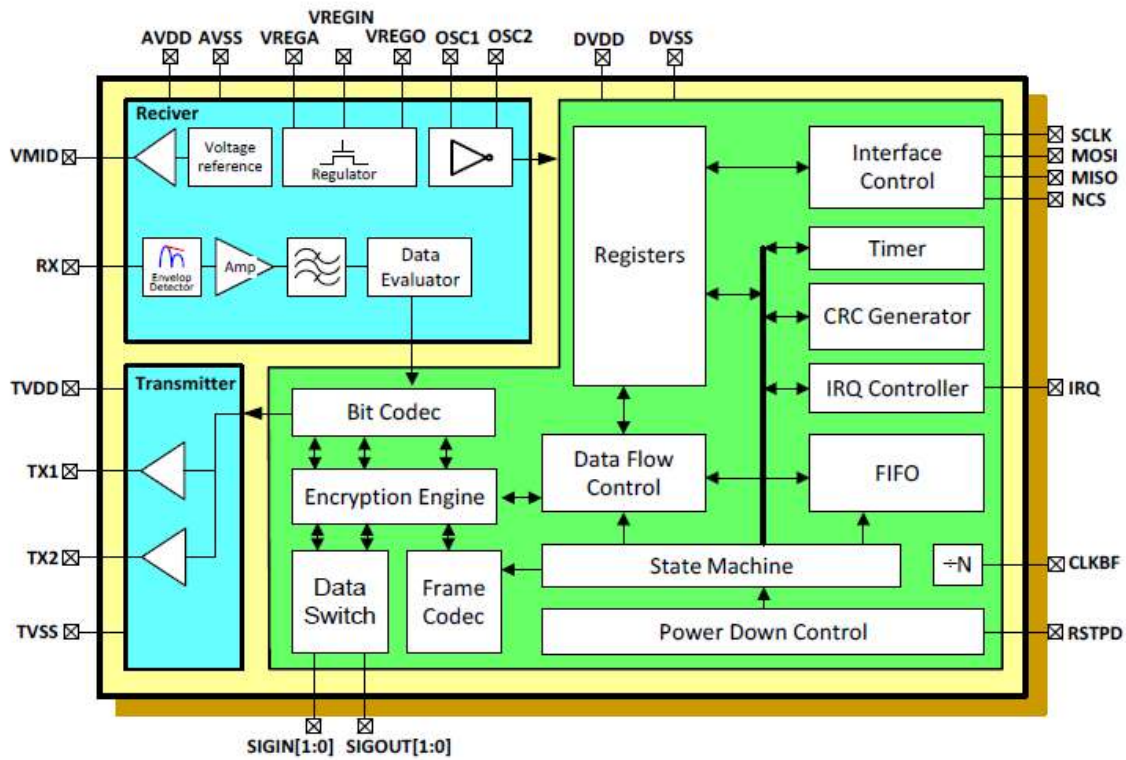 VREGIN
AVDD AVSS VREGA VREGO OSC1 OSC2 DVDD DVSS
Reciver
VMID
Voltage
reference
Regulator
Interface
Control
SCLK
MOSI
MISO
NCS
RX
Envelop
Detector
Amp
Data
Evaluator
Registers
Timer
CRC Generator
TVDD
Transmitter
Bit Codec
IRQ Controller
IRQ
TX1
Encryption Engine
Data Flow
Control
FIFO
TX2
Data
Switch
Frame
Codec
State Machine
÷N
CLKBF
TVSS
Power Down Control
RSTPD
SIGIN[1:0] SIGOUT[1:0]